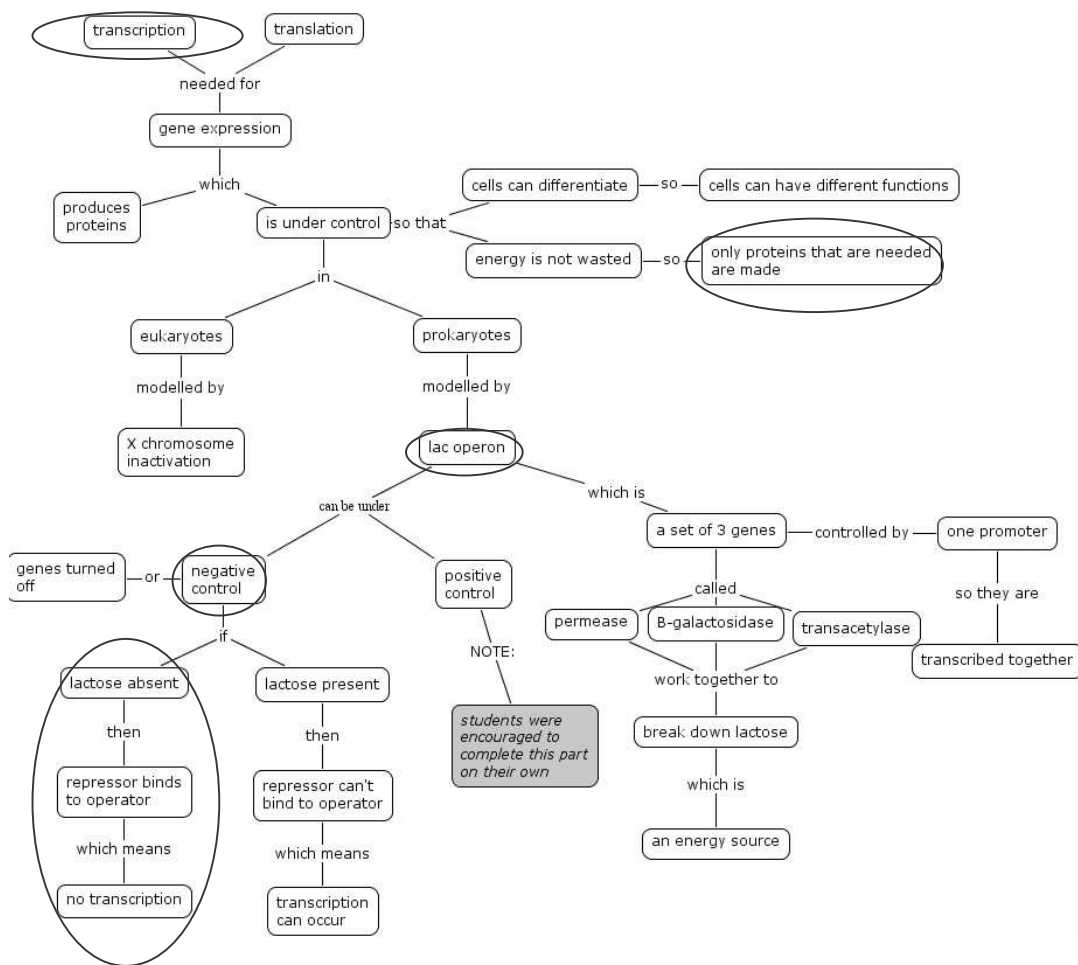 transcription
translation
needed for
gene expression
which
produces
proteins
is under control
so that
cells can differentiate
so
cells can have different functions
energy is not wasted
so
only proteins that are needed
are made
in
eukaryotes
prokaryotes
modelled by
modelled by
X chromosome
inactivation
lac operon
can be under
which is
genes turned
off
or
negative
control
positive
control
a set of 3 genes
controlled by
one promoter
called
so they are
permease
B-galactosidase
transacetylase
transcribed together
if
NOTE:
work together to
lactose absent
lactose present
students were
encouraged to
complete this part
on their own
break down lactose
then
then
which is
repressor binds
to operator
repressor can't
bind to operator
an energy source
which means
which means
no transcription
transcription
can occur